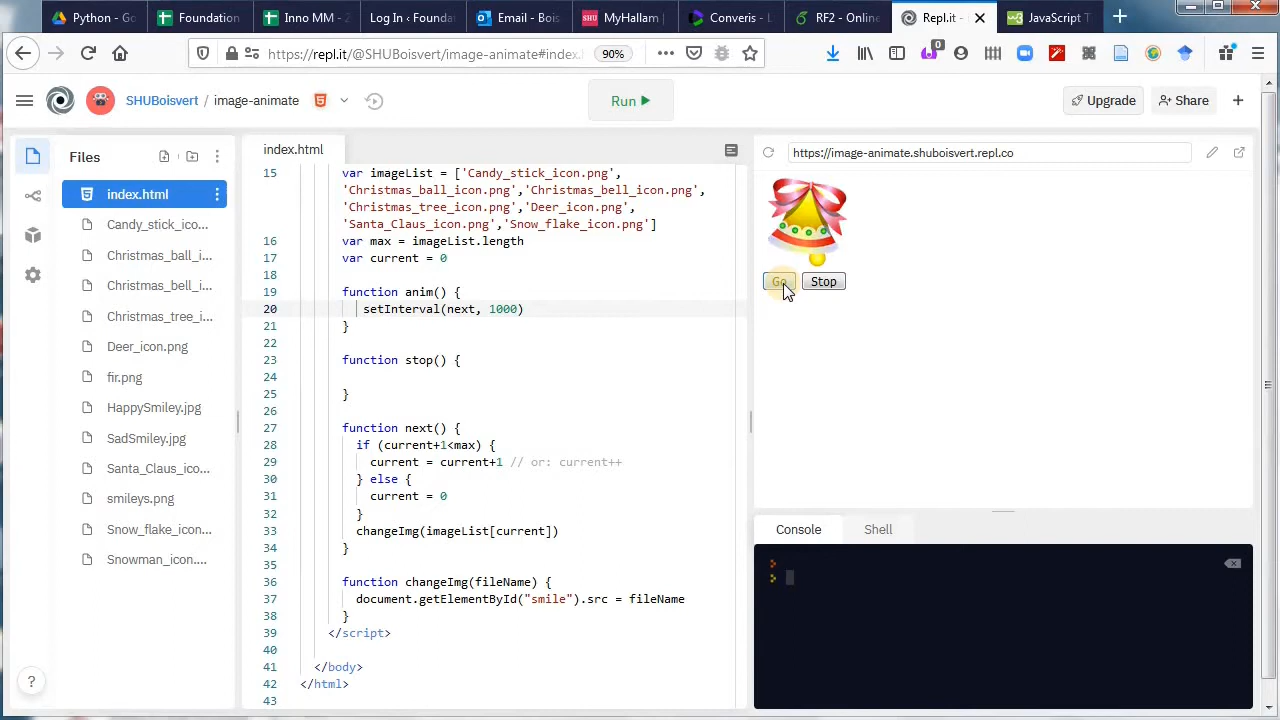 Python - Go
Foundation
Inno MM - Z
Log In ‹ Founda
Email - Bois
MyHallam |
Converis - L
RF2 - Online
Repl.it -
JavaScript T
https://repl.it/@SHUBoisvert/image-animate#index.
90%
0
SHUBoisvert / image-animate
Run
Upgrade
Share
Files
index.html
Candy_stick_ico...
Christmas_ball_i...
Christmas_bell_i...
Christmas_tree_i...
Deer_icon.png
fir.png
HappySmiley.jpg
SadSmiley.jpg
Santa_Claus_ico...
smileys.png
Snow_flake_icon...
Snowman_icon....
index.html
15 var imageList = ['Candy_stick_icon.png',
'Christmas_ball_icon.png','Christmas_bell_icon.png',
'Christmas_tree_icon.png','Deer_icon.png',
'Santa_Claus_icon.png','Snow_flake_icon.png']
16 var max = imageList.length
17 var current = 0
18
19 function anim() {
20 setInterval(next, 1000)
21 }
22
23 function stop() {
24
25 }
26
27 function next() {
28 if (current+1<max) {
29 current = current+1 // or: current++
30 } else {
31 current = 0
32 }
33 changeImg(imageList[current])
34 }
35
36 function changeImg(fileName) {
37 document.getElementById("smile").src = fileName
38 }
39 </script>
40
41 </body>
42 </html>
43
https://image-animate.shuboisvert.repl.co
Go
Stop
Console
Shell